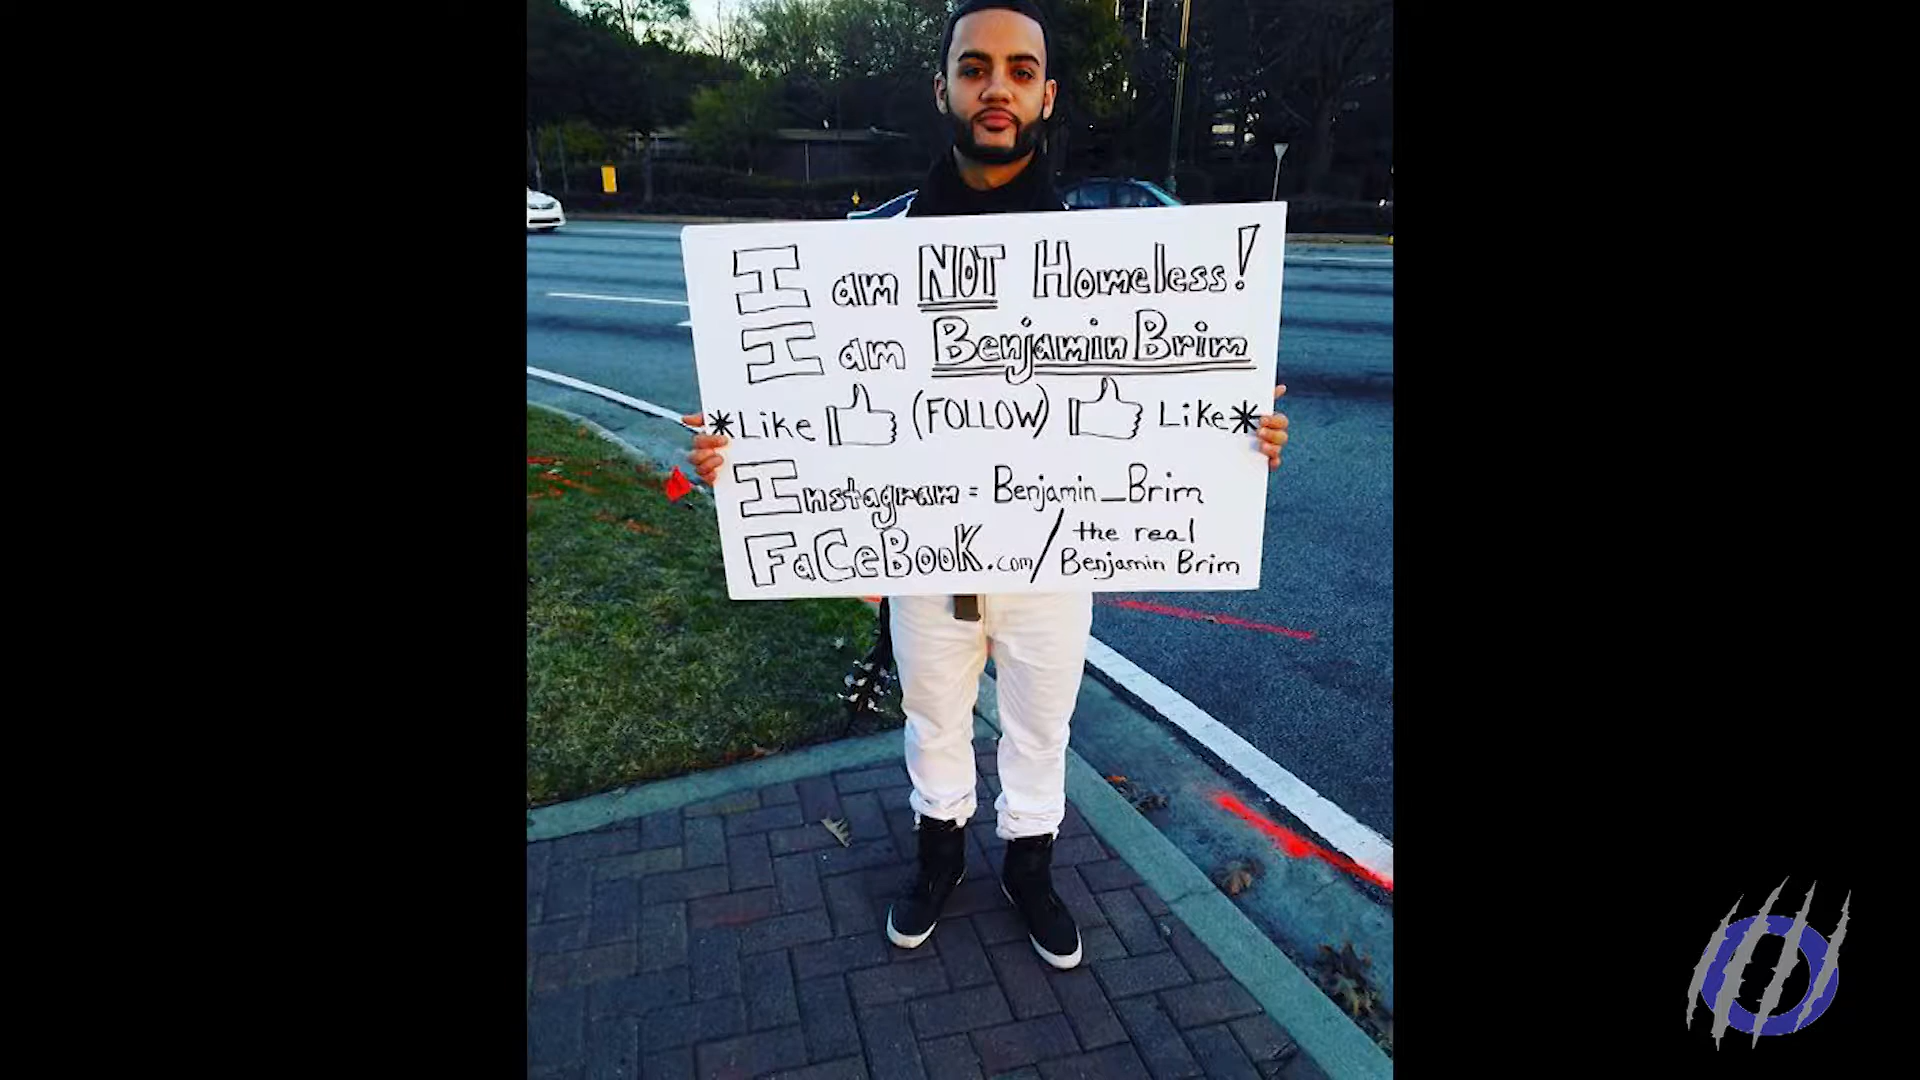 I am NOT Homeless!
I am Benjamin Brim
*Like (FOLLOW) Like*
Instagram = Benjamin_Brim
FaCeBooK.com/the real Benjamin Brim